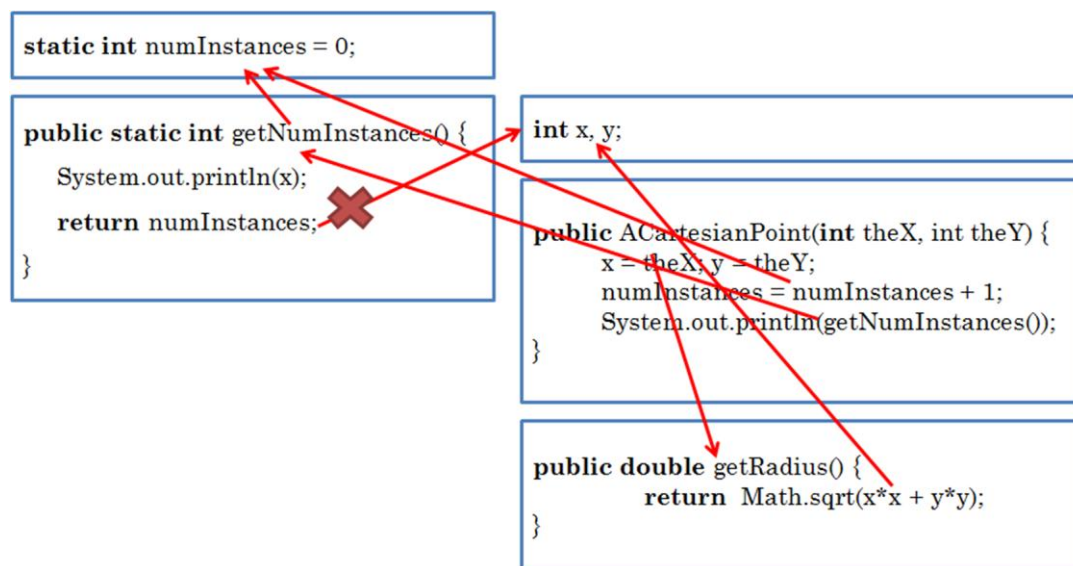 static int numInstances = 0;
public static int getNumInstances() {
System.out.println(x);
return numInstances;
}
int x, y;
public ACartesianPoint(int theX, int theY) {
x = theX; y = theY;
numInstances = numInstances + 1;
System.out.println(getNumInstances());
}
public double getRadius() {
return Math.sqrt(x*x + y*y);
}